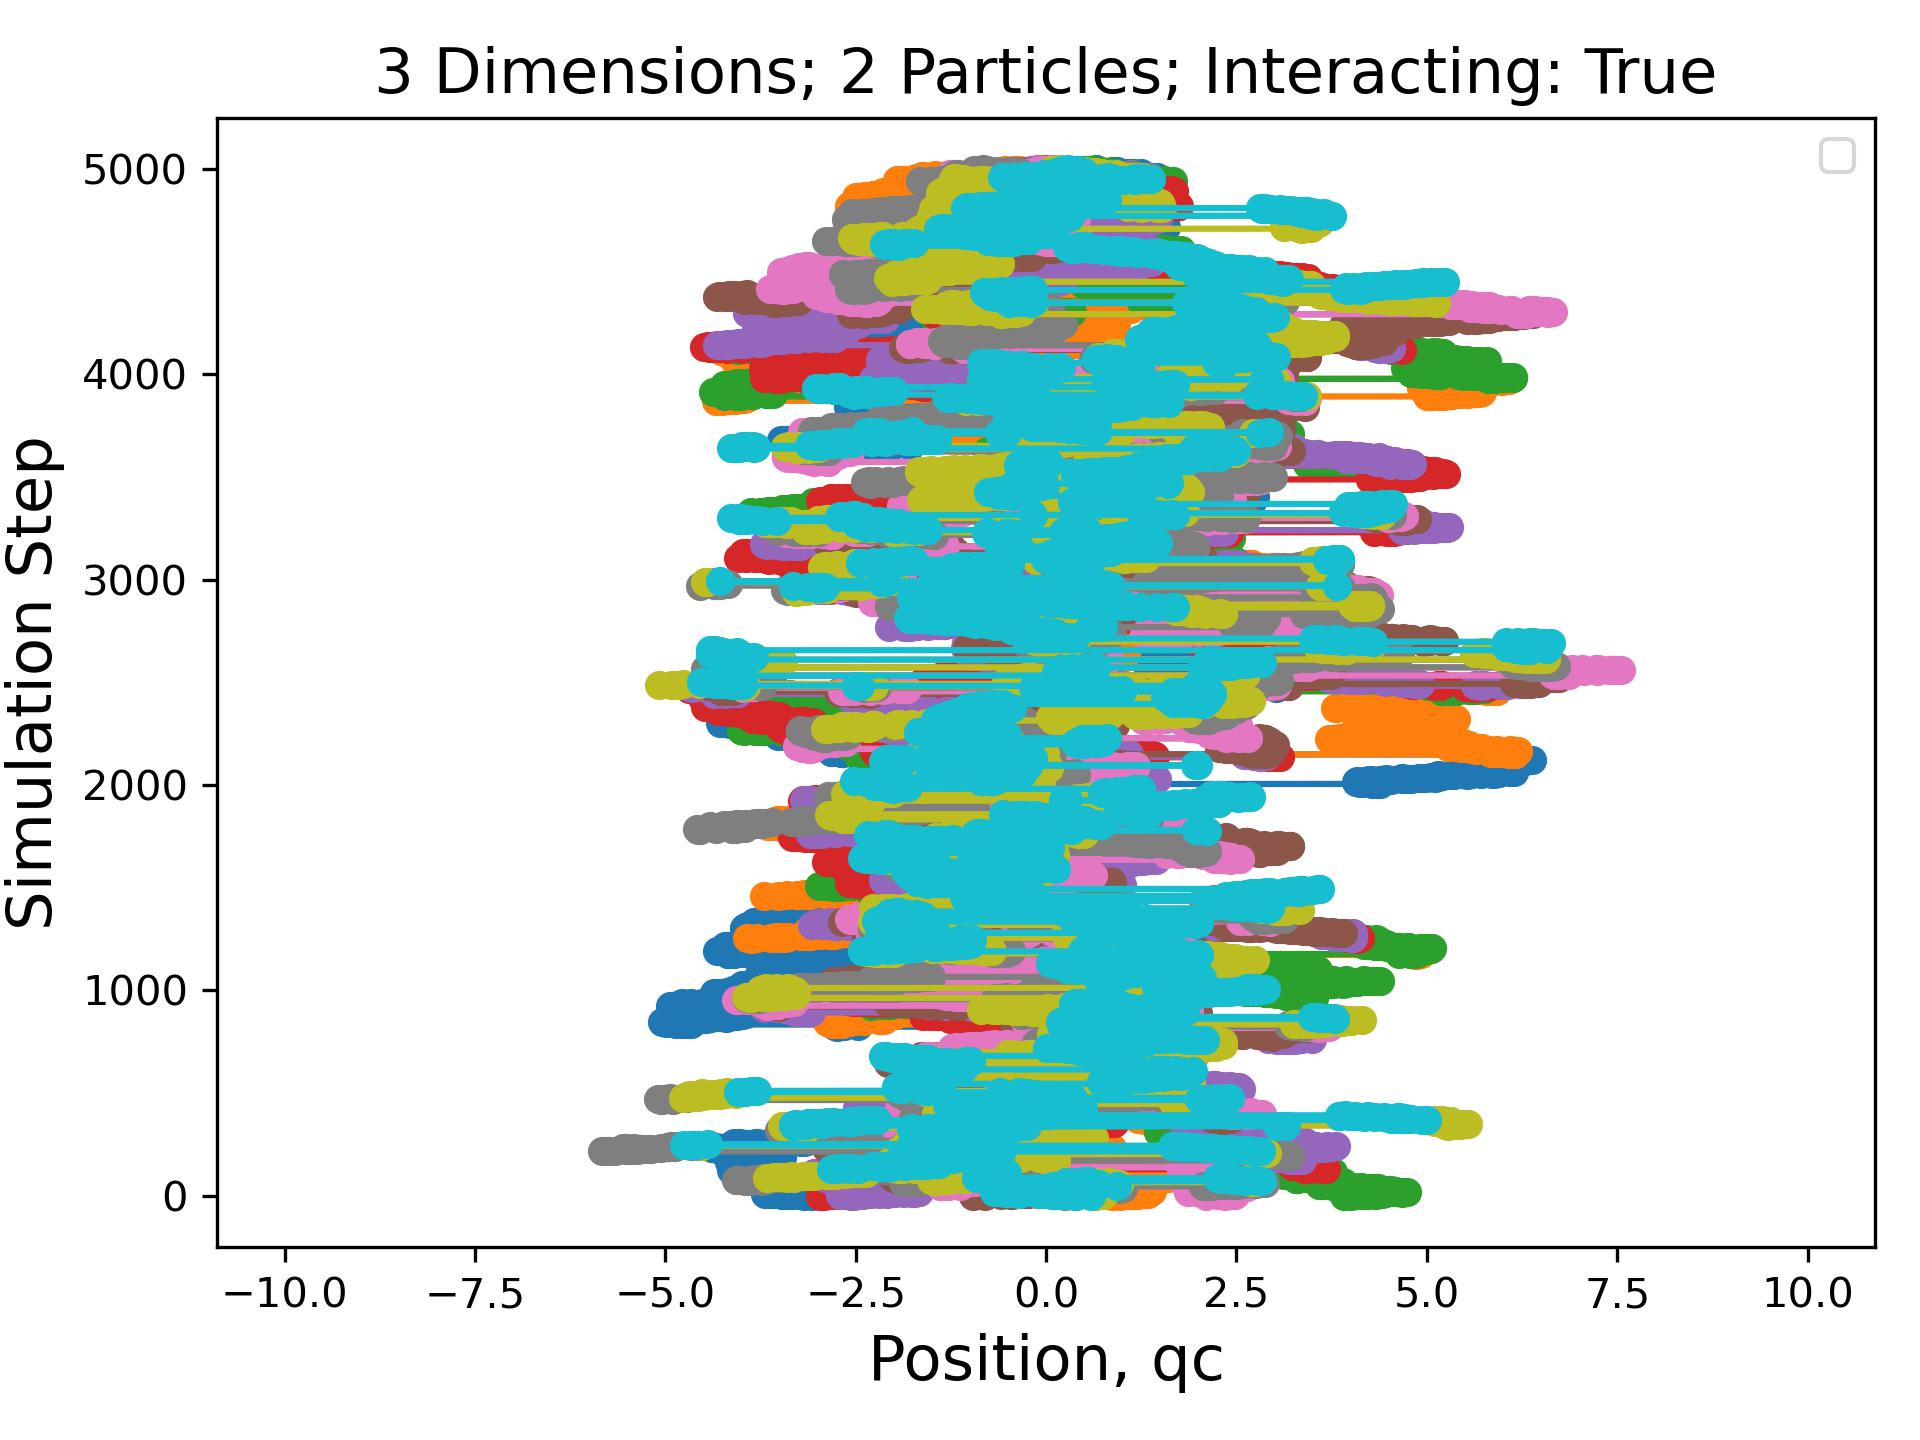 3 Dimensions; 2 Particles; Interacting: True
Simulation Step
5000
4000
3000
2000
1000
0
−10.0 −7.5 −5.0 −2.5 0.0 2.5 5.0 7.5 10.0
Position, qc